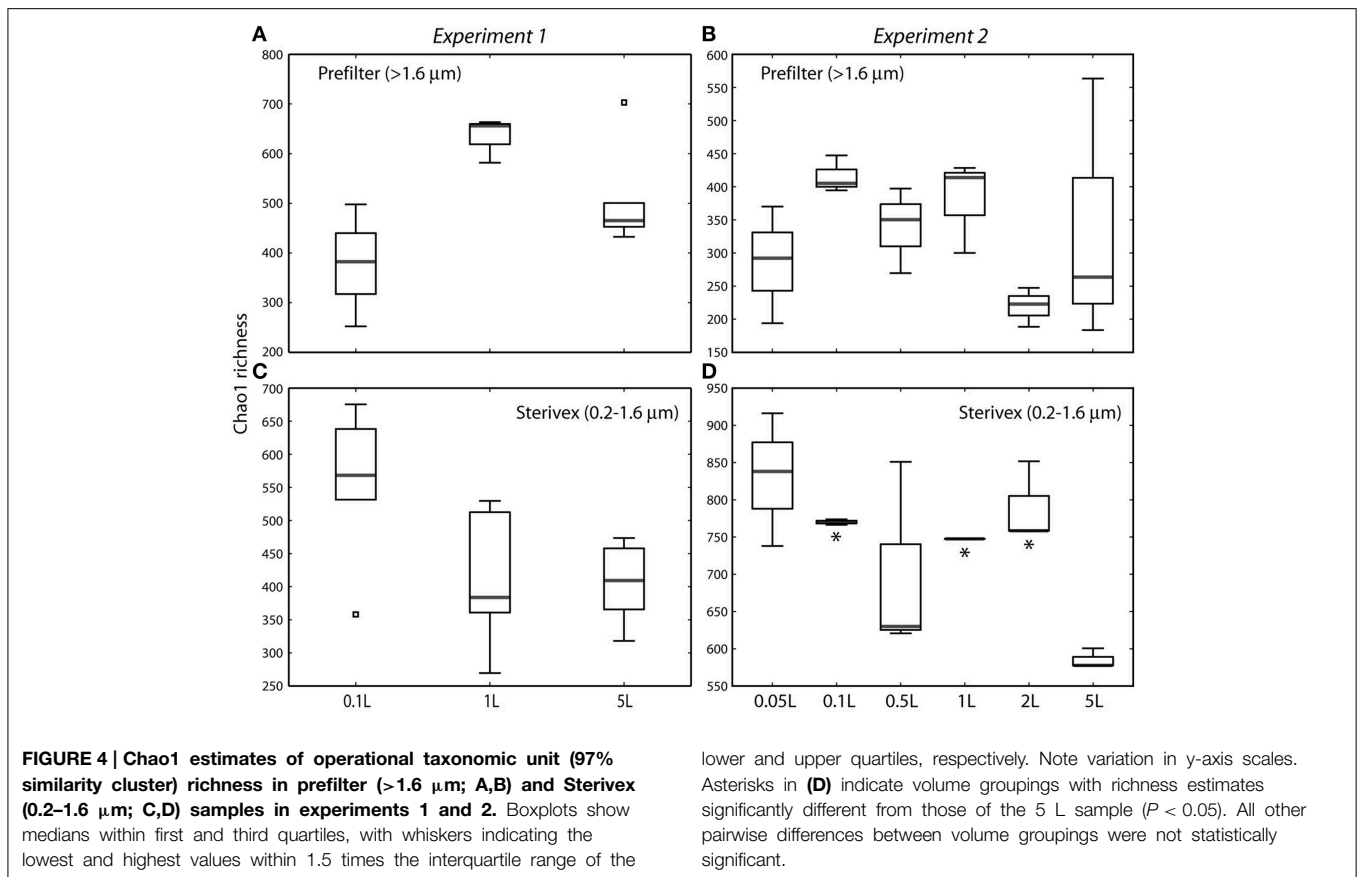 A
Experiment 1
B
Experiment 2
800
700
600
500
400
300
200
Prefilter (>1.6 μm)
600
550
500
450
400
350
300
250
200
150
Prefilter (>1.6 μm)
Chao1 richness
C
700
650
600
550
500
450
400
350
300
250
Sterivex (0.2-1.6 μm)
0.1L
1L
5L
D
950
900
850
800
750
700
650
600
550
Sterivex (0.2-1.6 μm)
*
*
*
0.05L
0.1L
0.5L
1L
2L
5L
FIGURE 4 | Chao1 estimates of operational taxonomic unit (97%
similarity cluster) richness in prefilter (>1.6 μm; A,B) and Sterivex
(0.2–1.6 μm; C,D) samples in experiments 1 and 2. Boxplots show
medians within first and third quartiles, with whiskers indicating the
lowest and highest values within 1.5 times the interquartile range of the
lower and upper quartiles, respectively. Note variation in y-axis scales.
Asterisks in (D) indicate volume groupings with richness estimates
significantly different from those of the 5 L sample (P < 0.05). All other
pairwise differences between volume groupings were not statistically
significant.